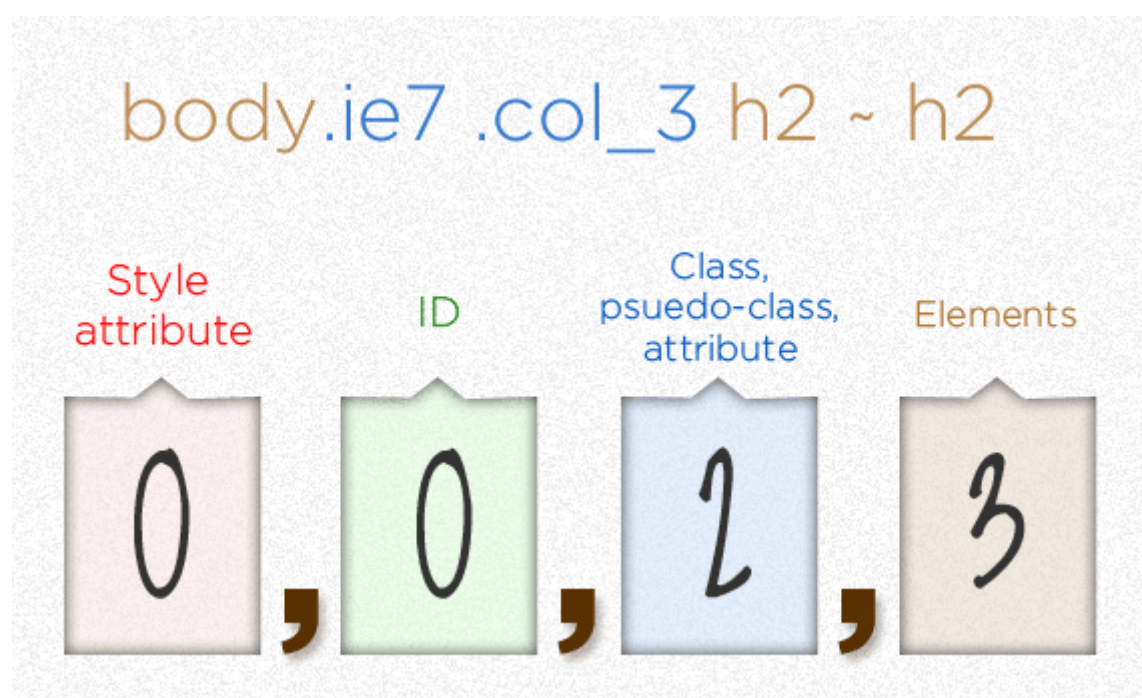 body.ie7 .col_3 h2 ~ h2
Style
attribute
ID
Class,
psuedo-class,
attribute
Elements
0 , 0 , 2 , 3